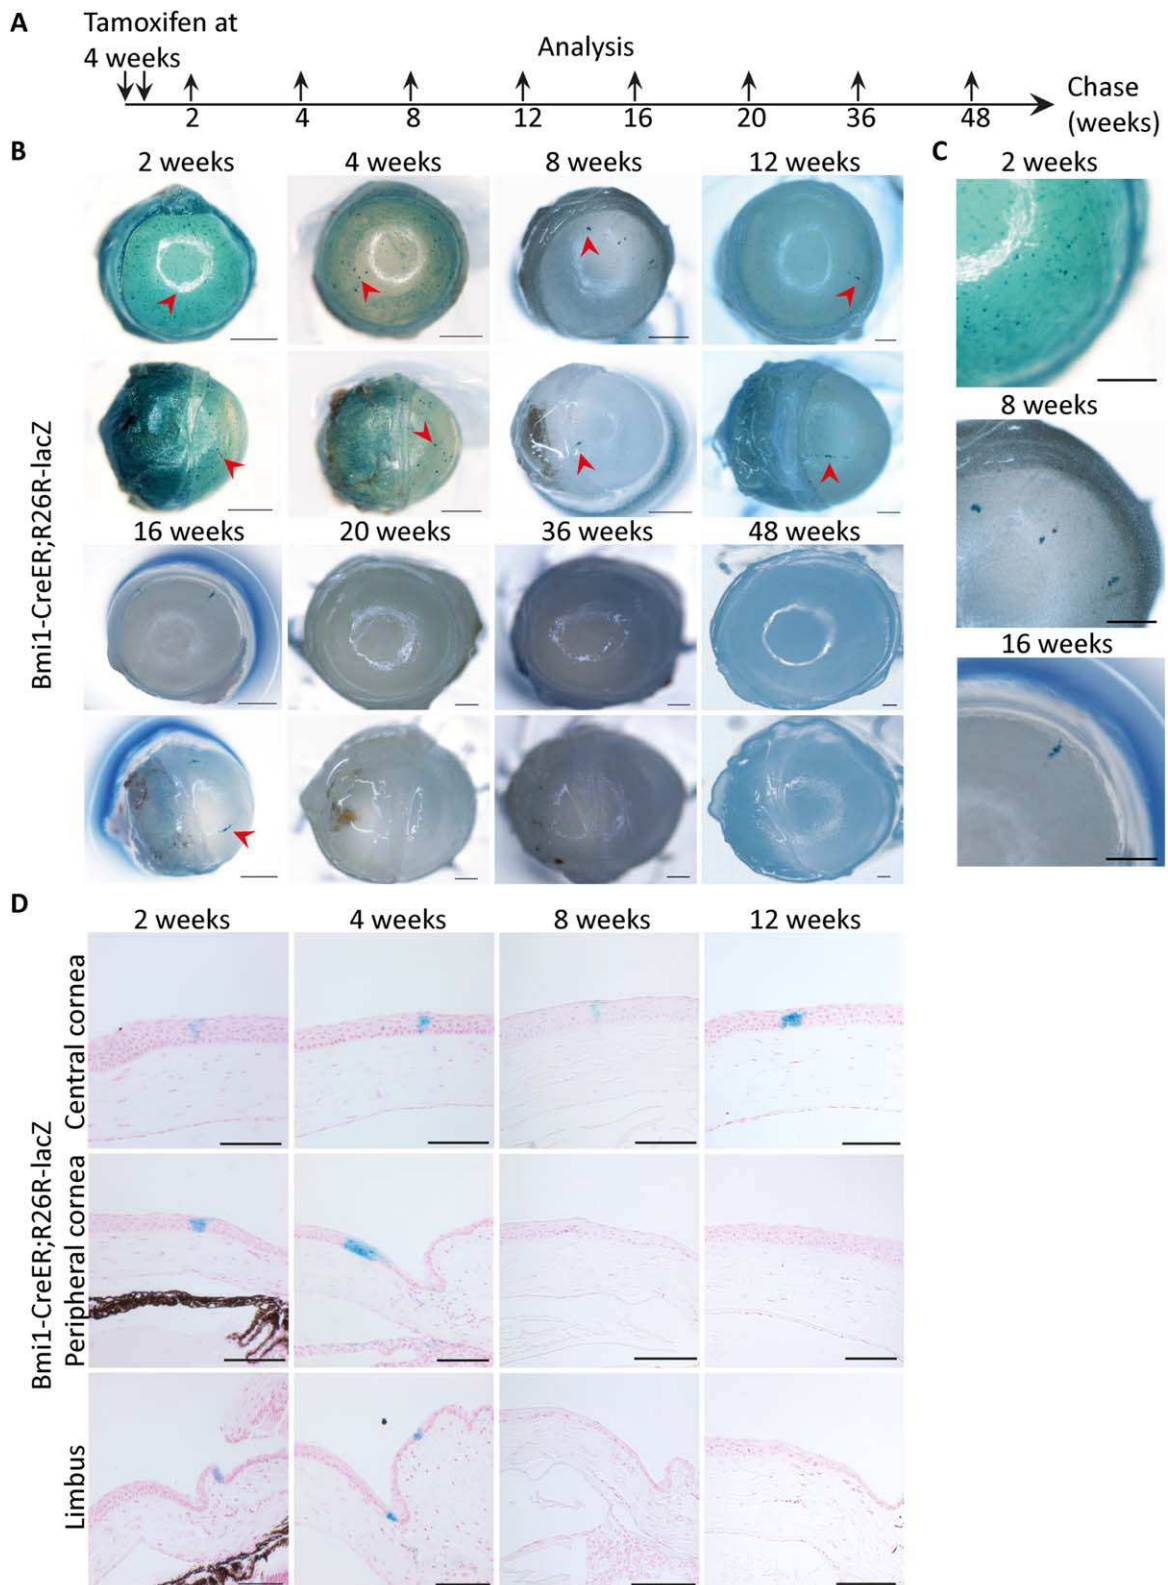 A
Tamoxifen at
4 weeks
Analysis
2 4 8 12 16 20 36 48
Chase
(weeks)
B
2 weeks 4 weeks 8 weeks 12 weeks
16 weeks 20 weeks 36 weeks 48 weeks
Bmi1-CreER;R26R-lacZ
C
2 weeks
8 weeks
16 weeks
D
2 weeks 4 weeks 8 weeks 12 weeks
Bmi1-CreER;R26R-lacZ
Central cornea
Peripheral cornea
Limbus